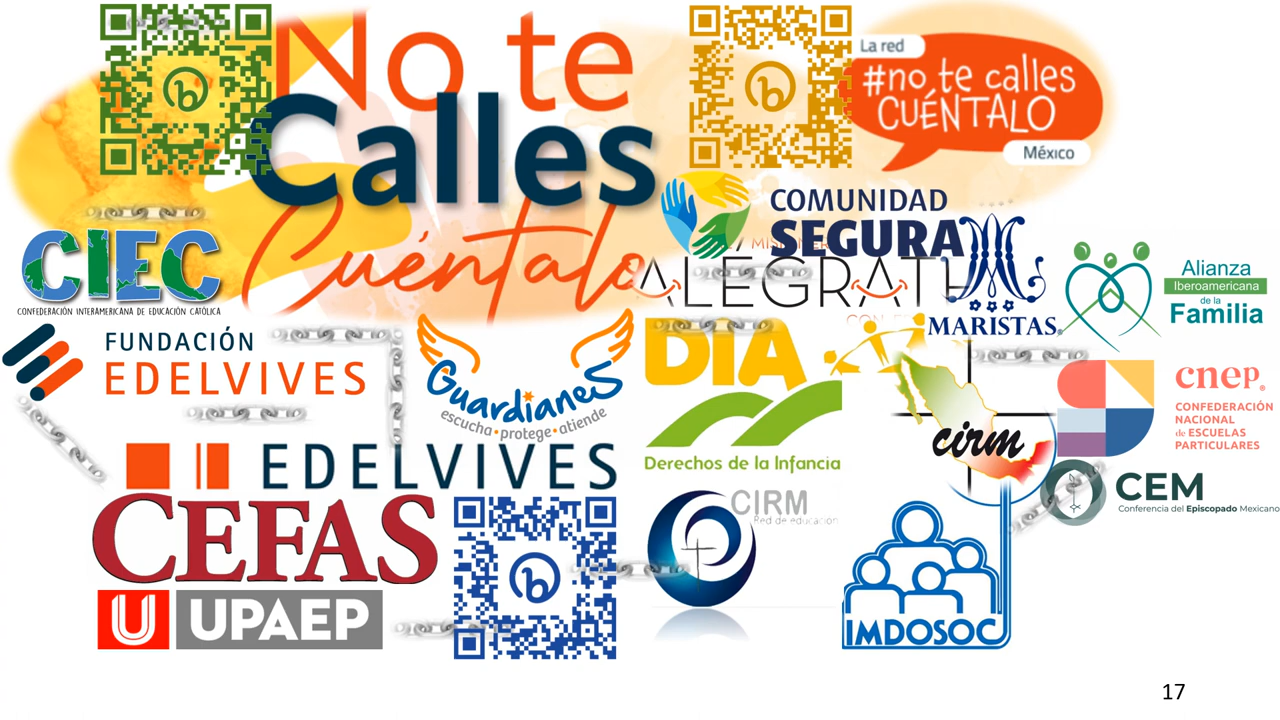 No te
Calles
Cuéntalo
La red
#no te calles
CUÉNTALO
México
COMUNIDAD
SEGURA
ALEGRATH
MARISTAS
Alianza
Iberoamericana
de la
Familia
CIEC
CONFEDERACIÓN INTERAMERICANA DE EDUCACIÓN CATÓLICA
FUNDACIÓN
EDELVIVES
Guardianes
escucha • protege • atiende
DIA
Derechos de la Infancia
cirm
cnep
CONFEDERACIÓN
NACIONAL
de ESCUELAS
PARTICULARES
EDELVIVES
CEM
Conferencia del Episcopado Mexicano
CEFAS
U UPAEP
CIRM
Red de educación
IMDOSOC
17